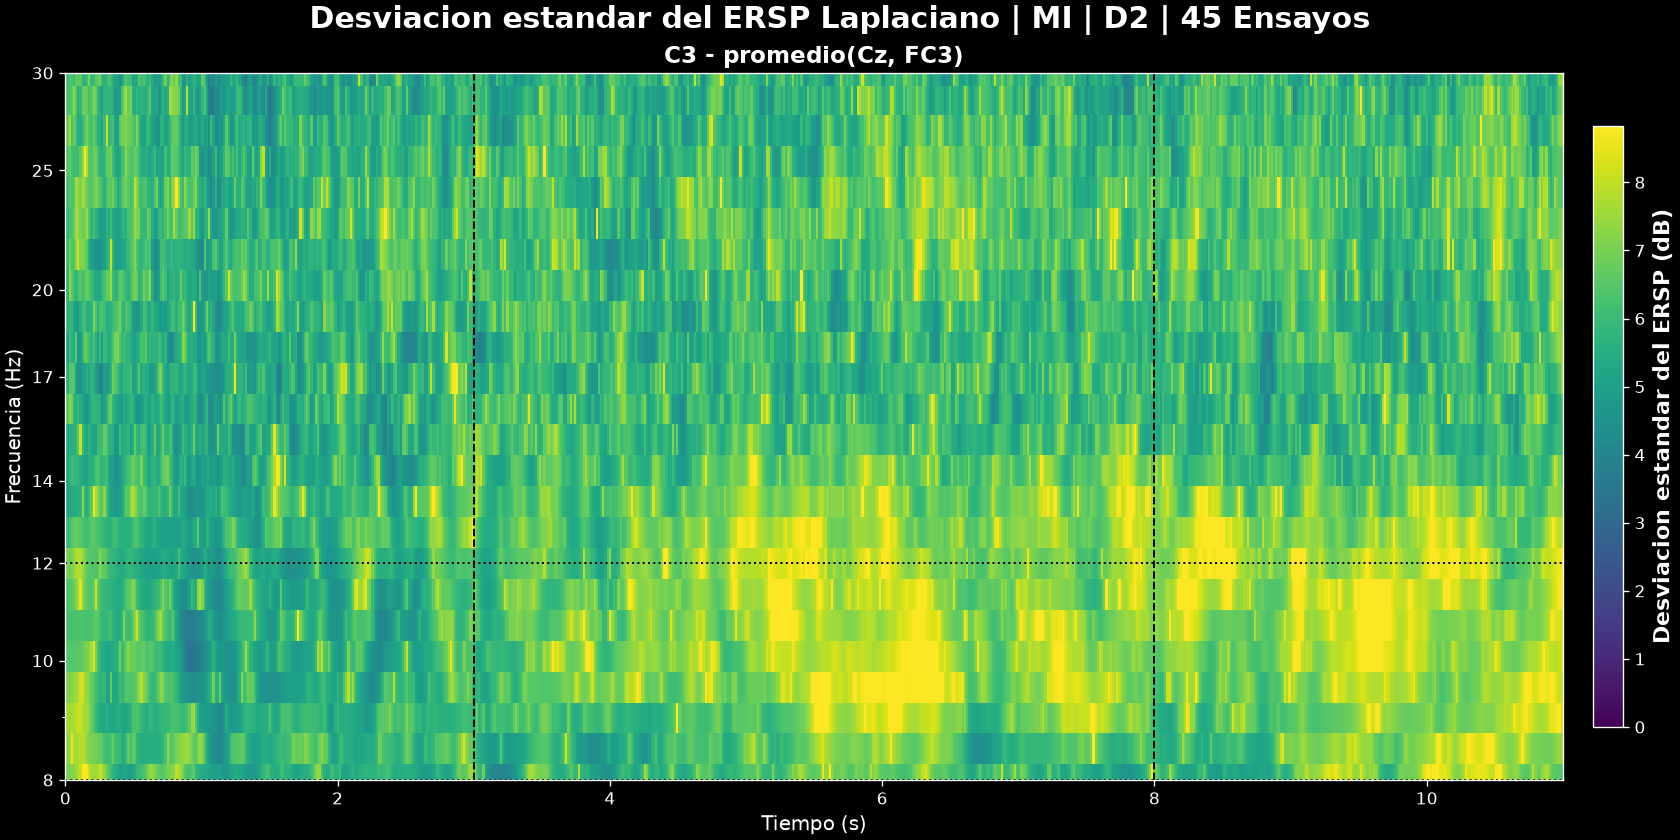 Desviacion estandar del ERSP Laplaciano | MI | D2 | 45 Ensayos
C3 - promedio(Cz, FC3)
Frecuencia (Hz)
30
25
20
17
14
12
10
8
0 2 4 6 8 10
Tiempo (s)
8
7
6
5
4
3
2
1
0
Desviacion estandar del ERSP (dB)